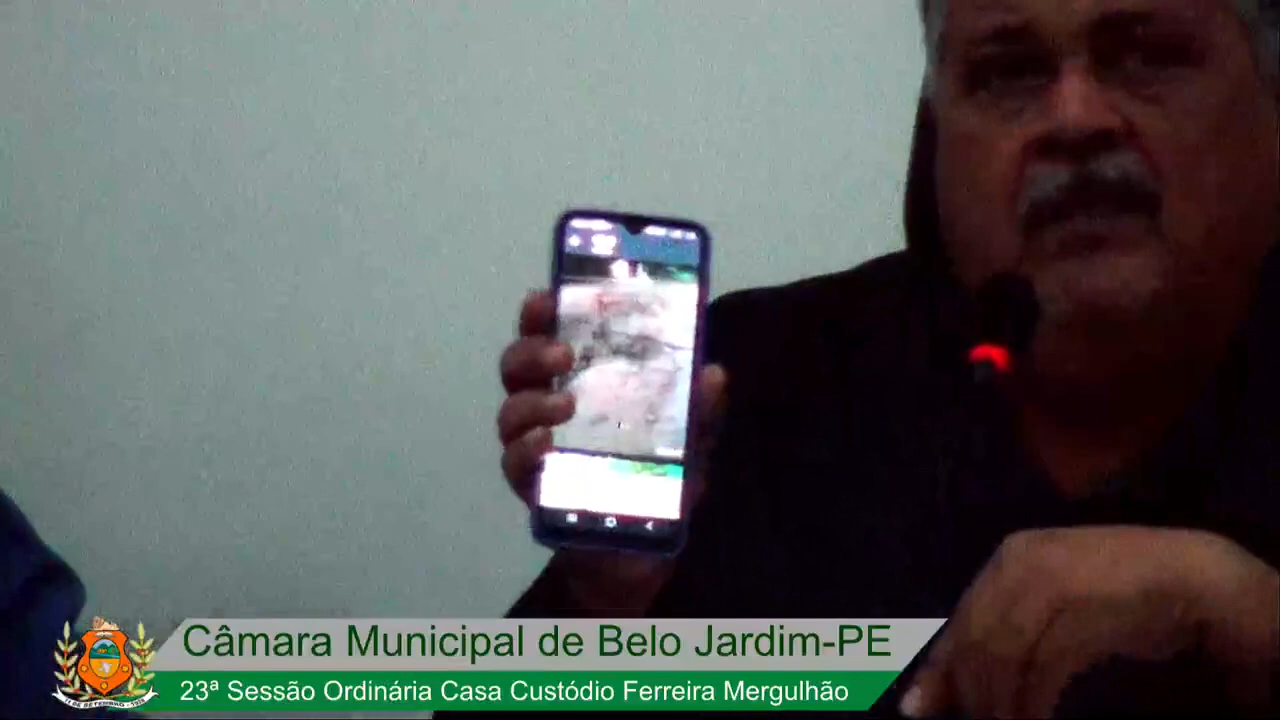 Câmara Municipal de Belo Jardim-PE
23ª Sessão Ordinária Casa Custódio Ferreira Mergulhão